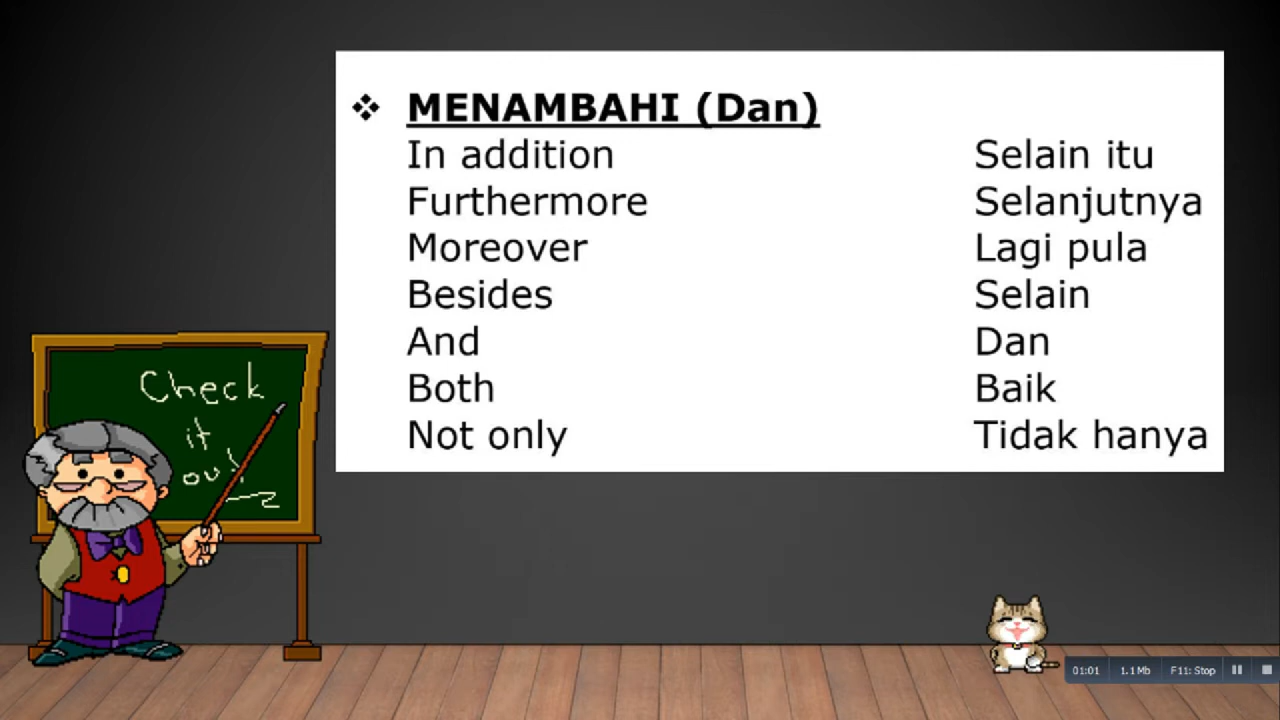 MENAMBAHI (Dan)
In addition Selain itu
Furthermore Selanjutnya
Moreover Lagi pula
Besides Selain
And Dan
Both Baik
Not only Tidak hanya
Check
it
out!
01:01 1.1 Mb F11: Stop